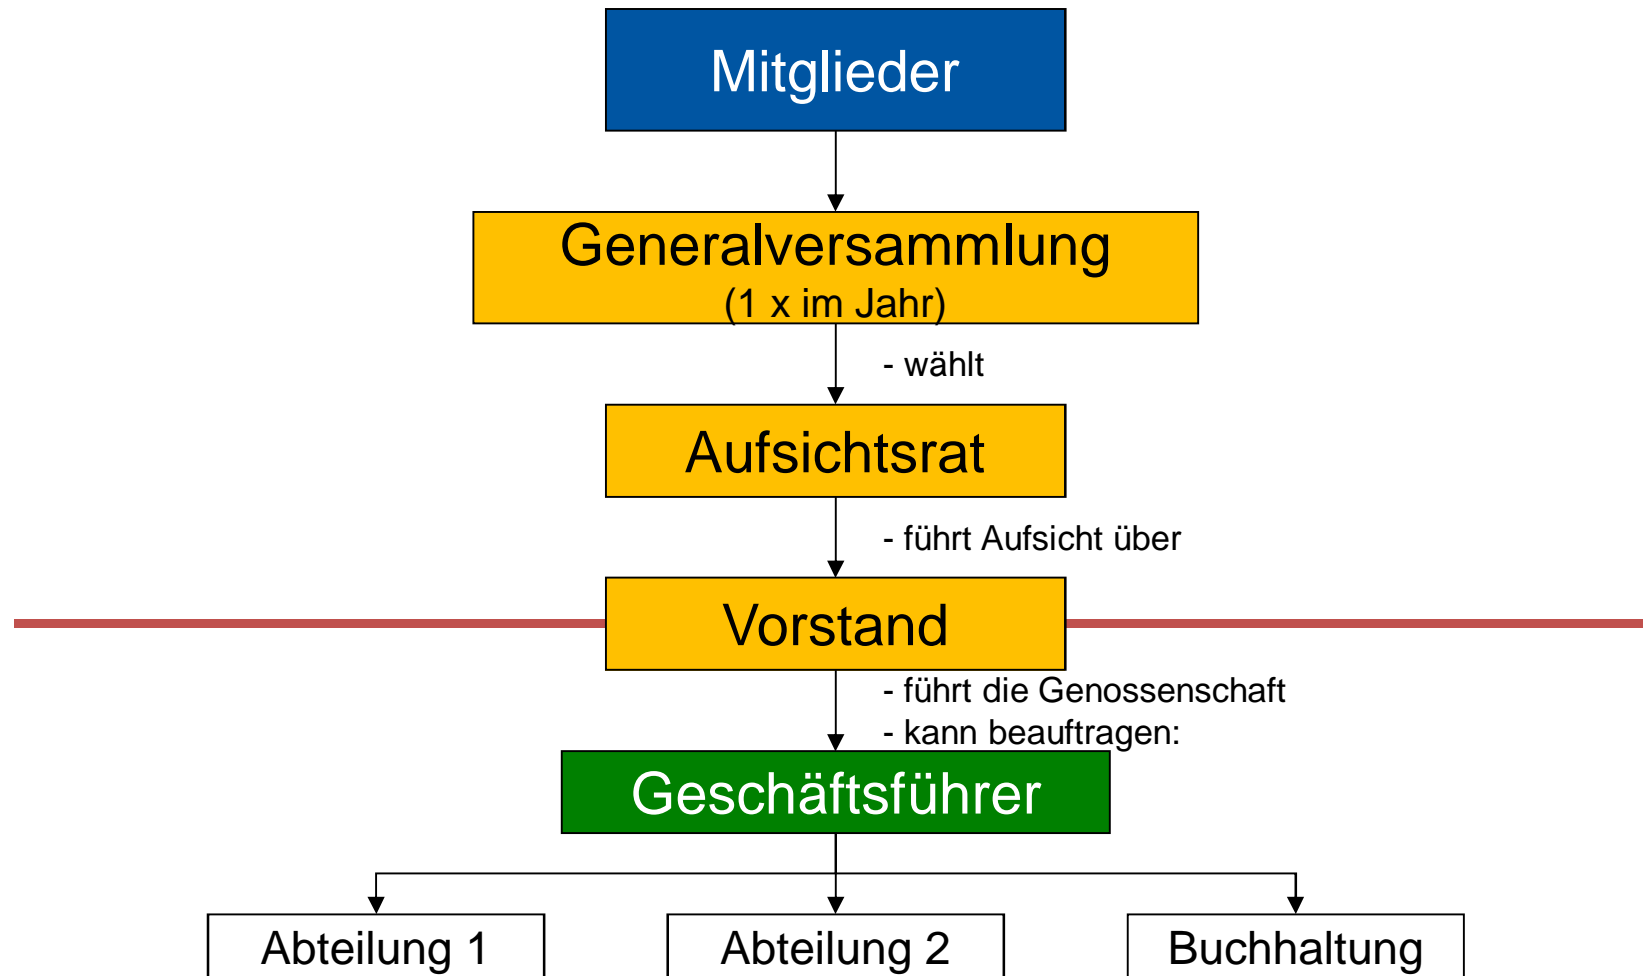 Mitglieder
Generalversammlung
(1 x im Jahr)
- wählt
Aufsichtsrat
- führt Aufsicht über
Vorstand
- führt die Genossenschaft
- kann beauftragen:
Geschäftsführer
Abteilung 1
Abteilung 2
Buchhaltung